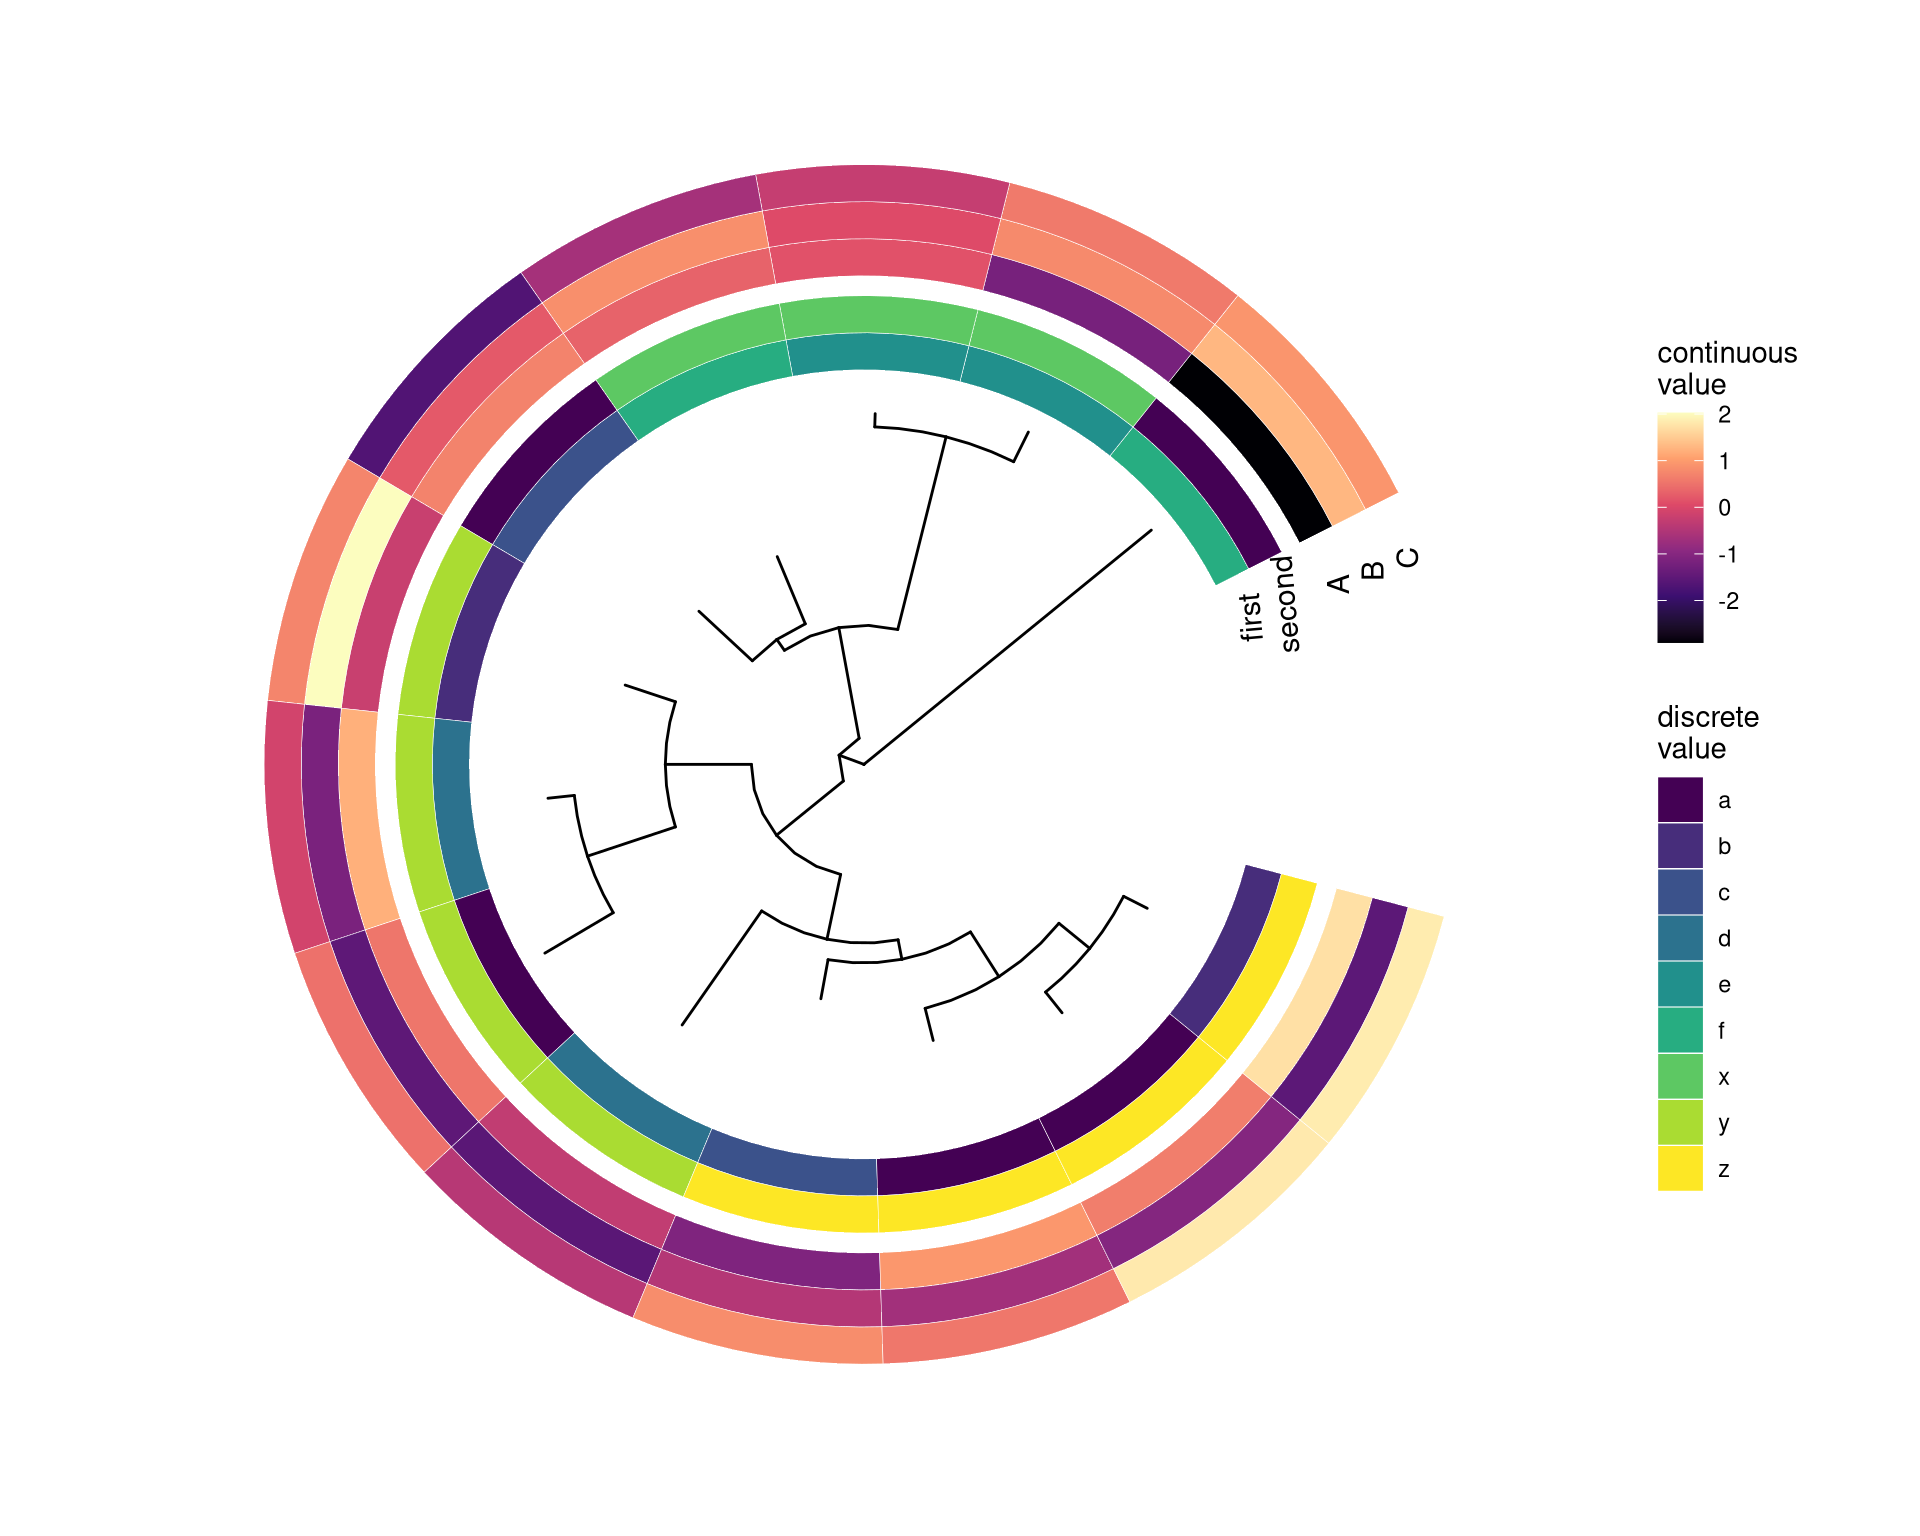 first
second
A
B
C
continuous
value
2
1
0
-1
-2
discrete
value
a
b
c
d
e
f
x
y
z